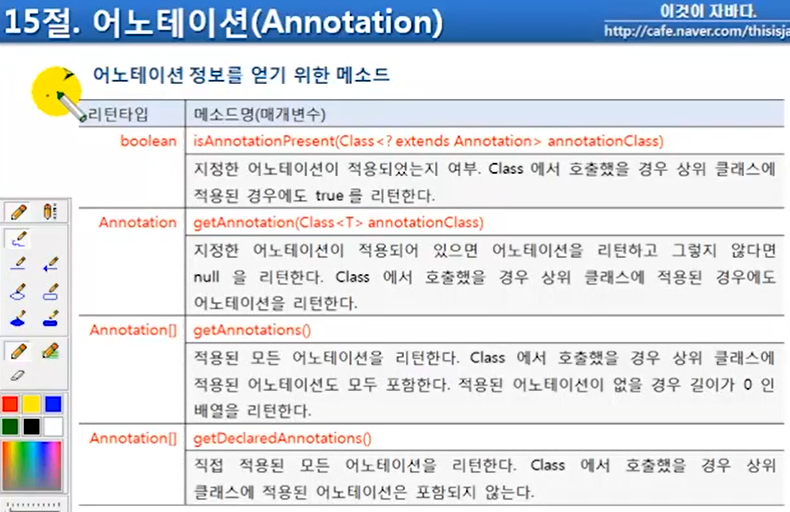 15절. 어노테이션(Annotation)
이것이 자바다.
http://cafe.naver.com/thisisja
어노테이션 정보를 얻기 위한 메소드
리턴타입 메소드명(매개변수)
boolean isAnnotationPresent(Class<? extends Annotation> annotationClass)
지정한 어노테이션이 적용되었는지 여부. Class 에서 호출했을 경우 상위 클래스에
적용된 경우에도 true 를 리턴한다.
Annotation getAnnotation(Class<T> annotationClass)
지정한 어노테이션이 적용되어 있으면 어노테이션을 리턴하고 그렇지 않다면
null 을 리턴한다. Class 에서 호출했을 경우 상위 클래스에 적용된 경우에도
어노테이션을 리턴한다.
Annotation[] getAnnotations()
적용된 모든 어노테이션을 리턴한다. Class 에서 호출했을 경우 상위 클래스에
적용된 어노테이션도 모두 포함한다. 적용된 어노테이션이 없을 경우 길이가 0 인
배열을 리턴한다.
Annotation[] getDeclaredAnnotations()
직접 적용된 모든 어노테이션을 리턴한다. Class 에서 호출했을 경우 상위
클래스에 적용된 어노테이션은 포함되지 않는다.